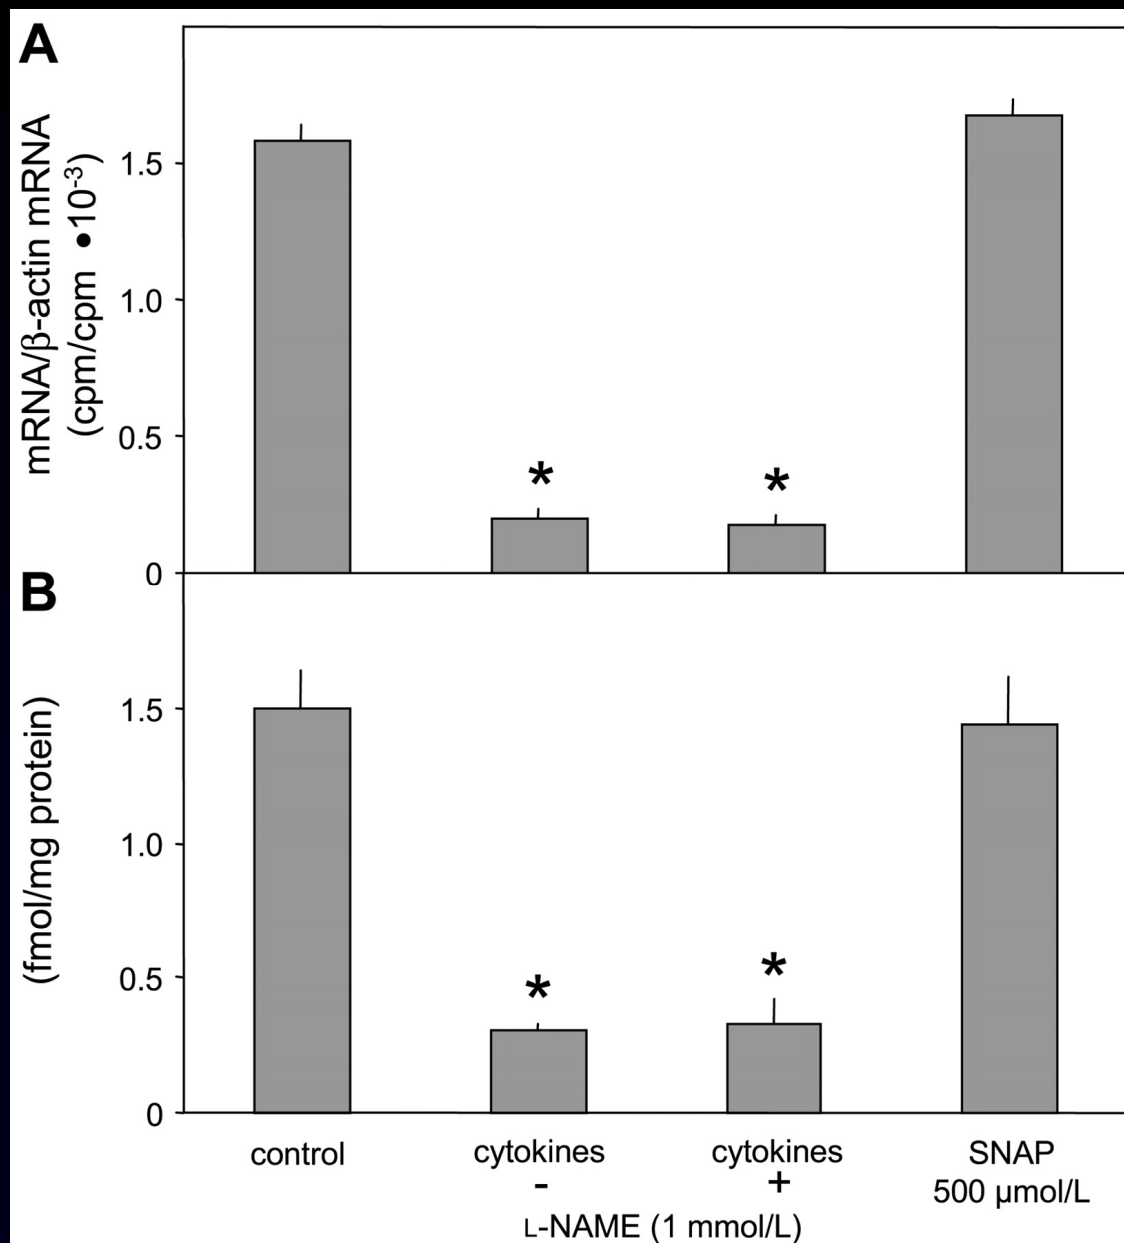 A
mRNA/β-actin mRNA
(cpm/cpm •10⁻³)
1.5
1.0
0.5
0
*
*
B
(fmol/mg protein)
1.5
1.0
0.5
0
*
*
control
cytokines
-
cytokines
+
SNAP
500 μmol/L
L-NAME (1 mmol/L)